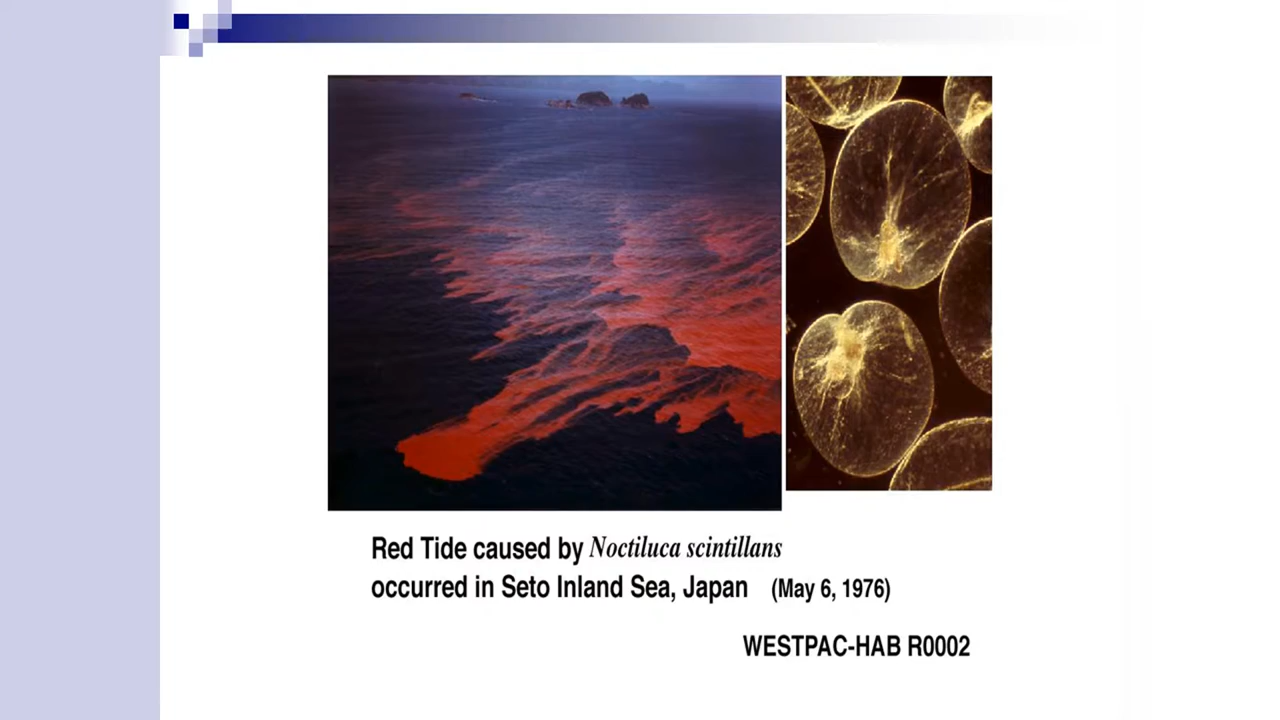 Red Tide caused by Noctiluca scintillans
occurred in Seto Inland Sea, Japan (May 6, 1976)
WESTPAC-HAB R0002